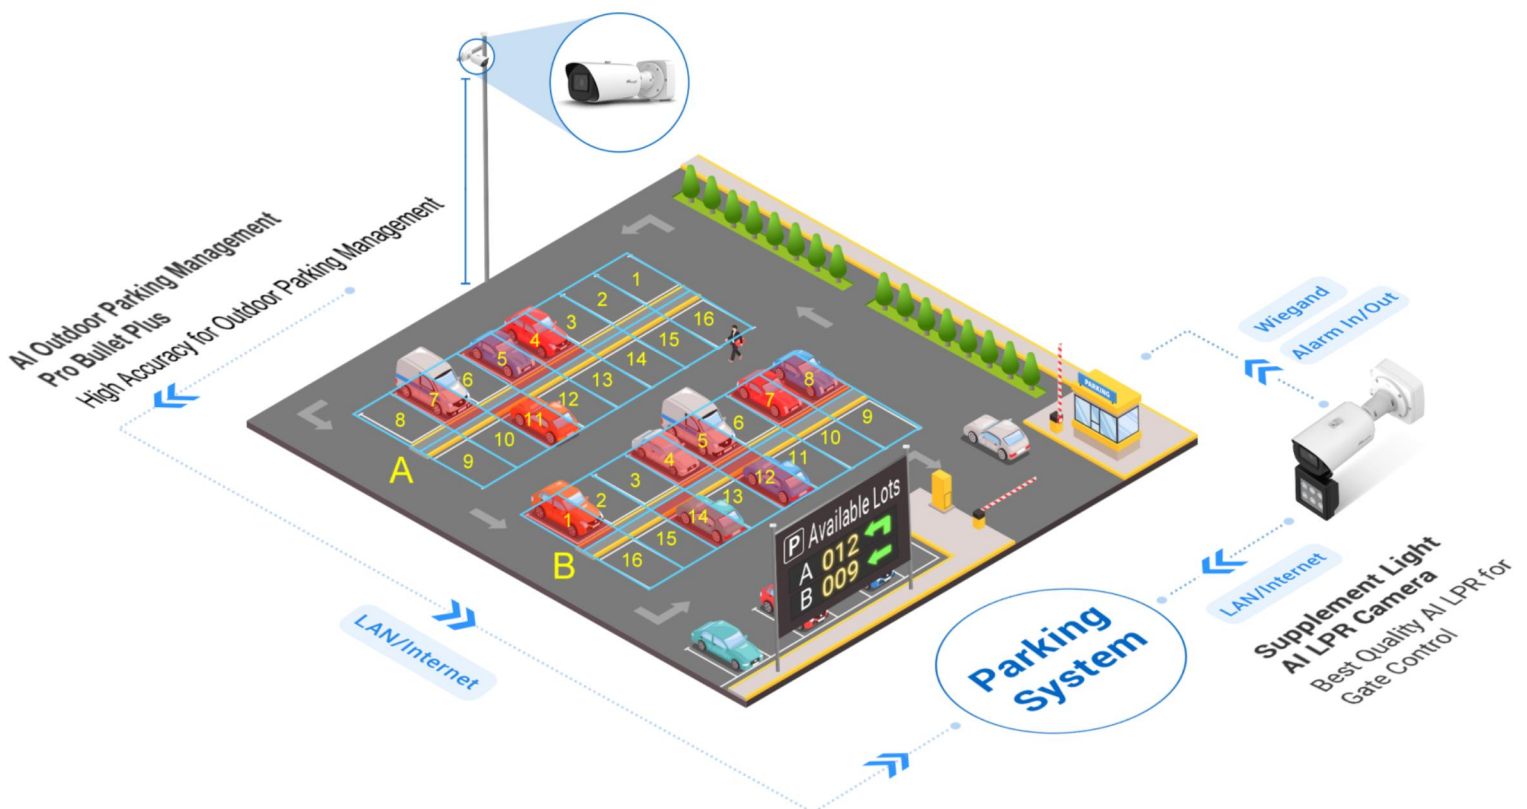 AI Outdoor Parking Management
Pro Bullet Plus
High Accuracy for Outdoor Parking Management
1
2
3
4
5
6
7
8
16
15
14
13
12
11
10
9
A
8
7
6
5
4
3
2
1
9
10
11
12
13
14
15
16
B
P Available Lots
A 012
B 009
PARKING
Wiegand
Alarm In/Out
LAN/Internet
Supplement Light
AI LPR Camera
Best Quality AI LPR for
Gate Control
LAN/Internet
Parking
System